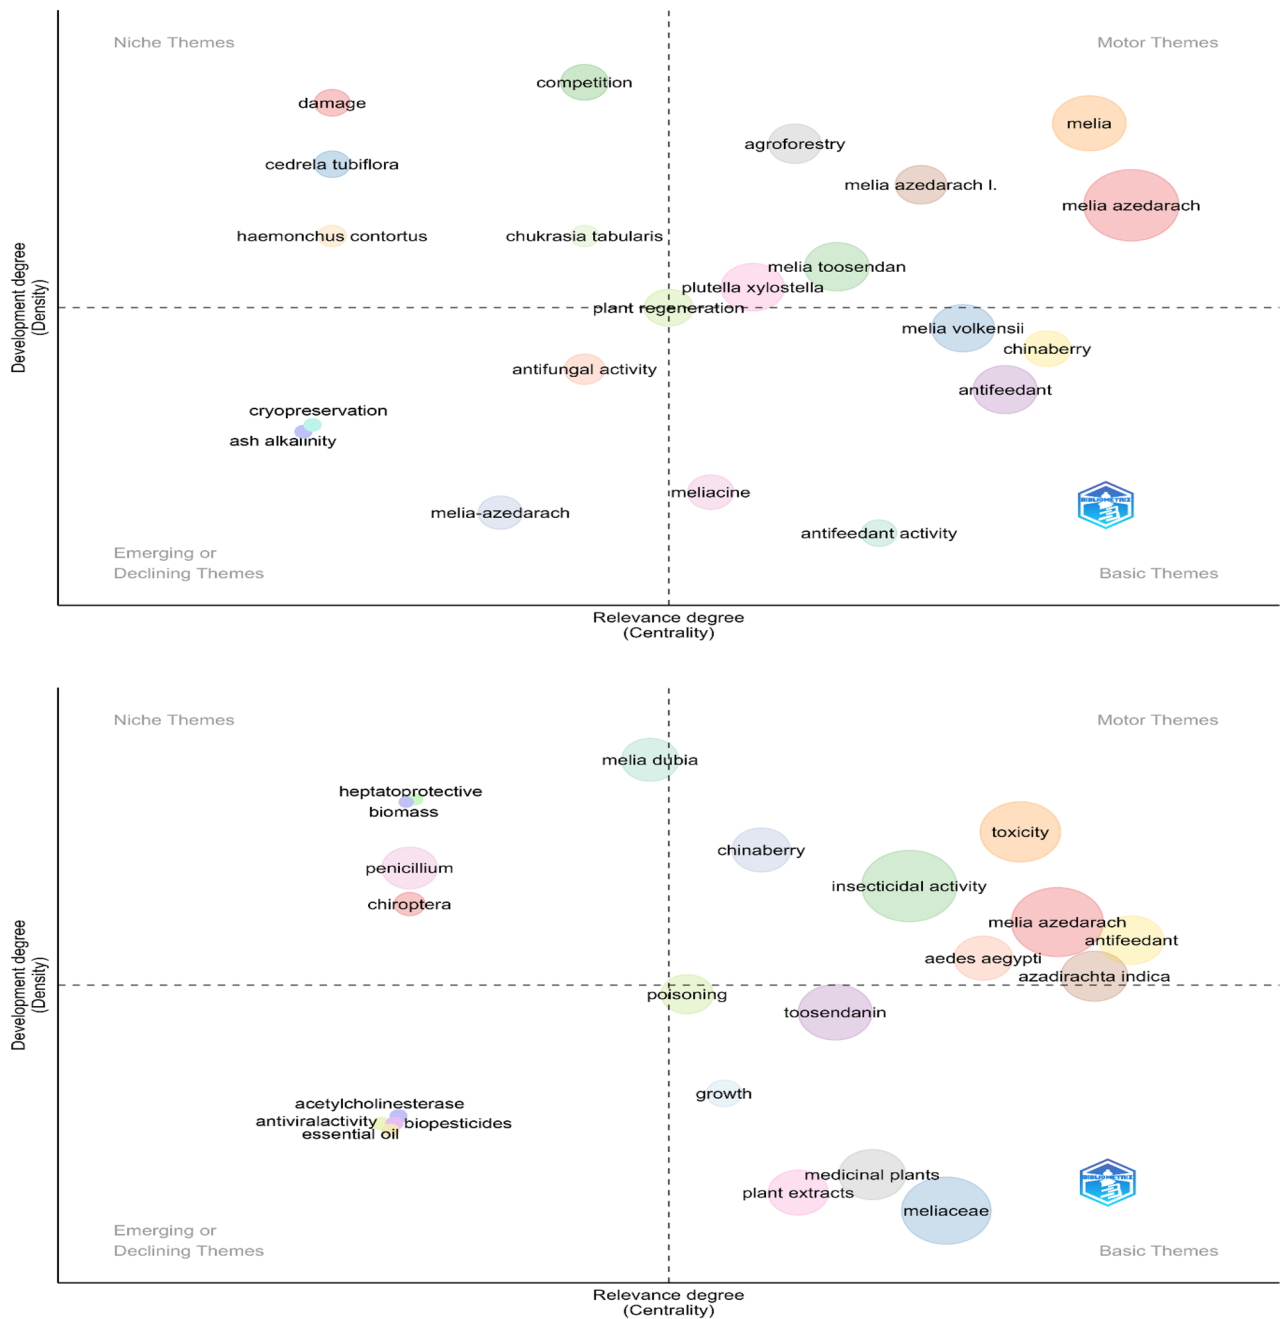 Niche Themes
Motor Themes
competition
damage
melia
agroforestry
cedrela tubiflora
melia azedarach l.
melia azedarach
haemonchus contortus
chukrasia tabularis
melia toosendan
plutella xylostella
plant regeneration
melia volkensii
chinaberry
antifungal activity
antifeedant
cryopreservation
ash alkalinity
meliacine
melia-azedarach
antifeedant activity
BIBLIOMETRIX
Emerging or
Declining Themes
Basic Themes
Development degree
(Density)
Relevance degree
(Centrality)
Niche Themes
Motor Themes
melia dubia
heptatoprotective
biomass
toxicity
chinaberry
penicillium
insecticidal activity
chiroptera
melia azedarach
antifeedant
aedes aegypti
azadirachta indica
poisoning
toosendanin
growth
acetylcholinesterase
antiviralactivity
biopesticides
essential oil
medicinal plants
plant extracts
meliaceae
BIBLIOMETRIX
Emerging or
Declining Themes
Basic Themes
Development degree
(Density)
Relevance degree
(Centrality)